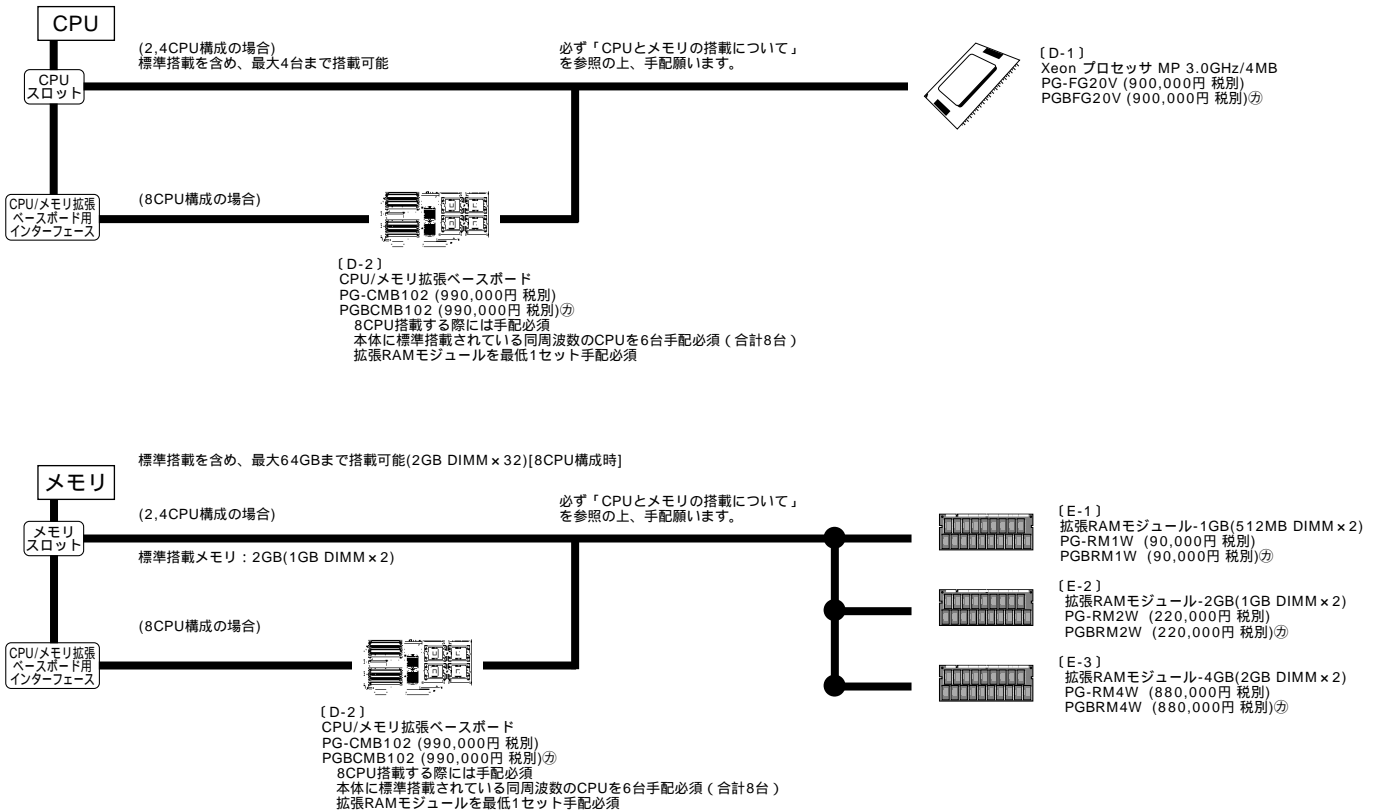 CPU
(2,4CPU構成の場合)
標準搭載を含め、最大4台まで搭載可能
必ず「CPUとメモリの搭載について」
を参照の上、手配願います。
〔D-1〕
Xeon プロセッサ MP 3.0GHz/4MB
PG-FG20V (900,000円 税別)
PGBFG20V (900,000円 税別)㋕
CPU
スロット
CPU/メモリ拡張
ベースボード用
インターフェース
(8CPU構成の場合)
〔D-2〕
CPU/メモリ拡張ベースボード
PG-CMB102 (990,000円 税別)
PGBCMB102 (990,000円 税別)㋕
8CPU搭載する際には手配必須
本体に標準搭載されている同周波数のCPUを6台手配必須(合計8台)
拡張RAMモジュールを最低1セット手配必須
標準搭載を含め、最大64GBまで搭載可能(2GB DIMM×32)[8CPU構成時]
メモリ
(2,4CPU構成の場合)
必ず「CPUとメモリの搭載について」
を参照の上、手配願います。
メモリ
スロット
標準搭載メモリ:2GB(1GB DIMM×2)
〔E-1〕
拡張RAMモジュール-1GB(512MB DIMM×2)
PG-RM1W (90,000円 税別)
PGBRM1W (90,000円 税別)㋕
〔E-2〕
拡張RAMモジュール-2GB(1GB DIMM×2)
PG-RM2W (220,000円 税別)
PGBRM2W (220,000円 税別)㋕
(8CPU構成の場合)
CPU/メモリ拡張
ベースボード用
インターフェース
〔E-3〕
拡張RAMモジュール-4GB(2GB DIMM×2)
PG-RM4W (880,000円 税別)
PGBRM4W (880,000円 税別)㋕
〔D-2〕
CPU/メモリ拡張ベースボード
PG-CMB102 (990,000円 税別)
PGBCMB102 (990,000円 税別)㋕
8CPU搭載する際には手配必須
本体に標準搭載されている同周波数のCPUを6台手配必須(合計8台)
拡張RAMモジュールを最低1セット手配必須